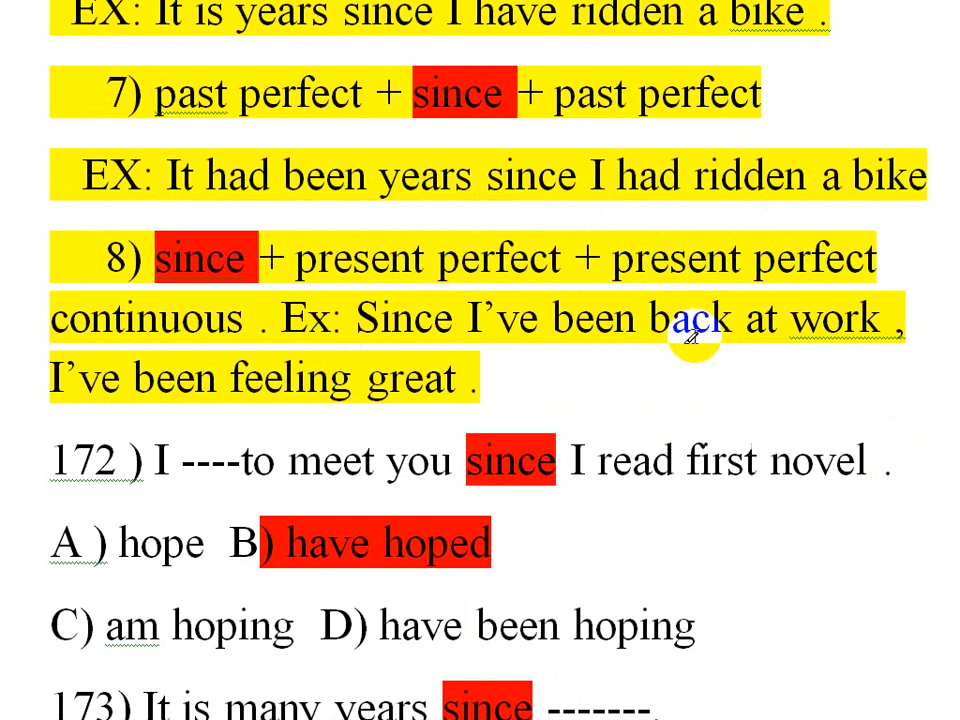 EX: It is years since I have ridden a bike .
7) past perfect + since + past perfect
EX: It had been years since I had ridden a bike
8) since + present perfect + present perfect
continuous . Ex: Since I’ve been back at work ,
I’ve been feeling great .
172 ) I ----to meet you since I read first novel .
A ) hope B) have hoped
C) am hoping D) have been hoping
173) It is many years since -------.